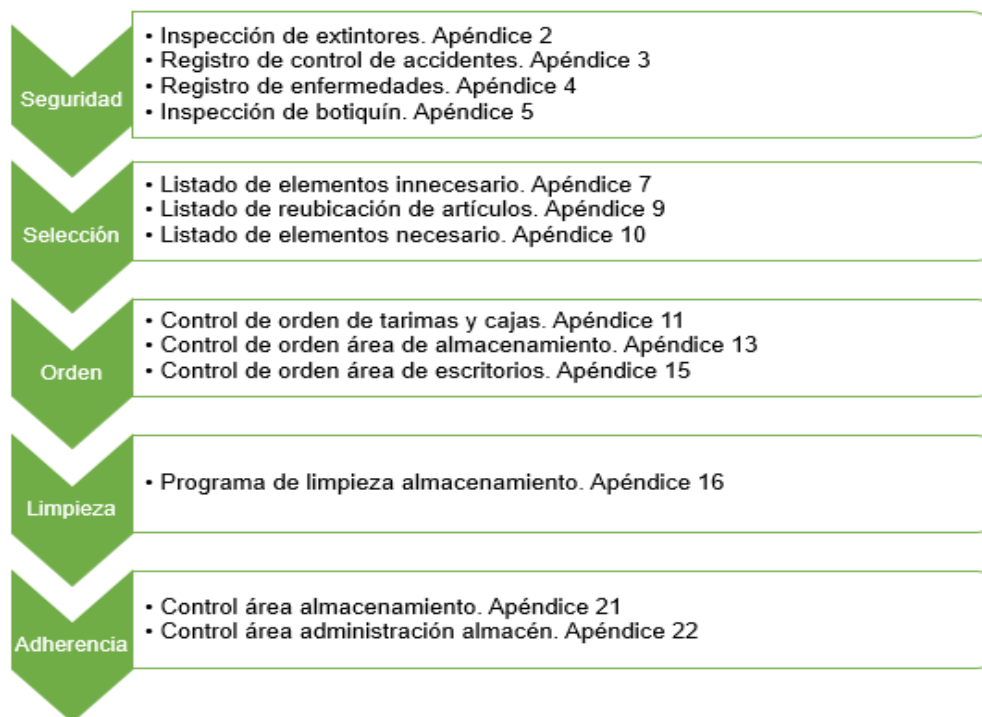 Seguridad
• Inspección de extintores. Apéndice 2
• Registro de control de accidentes. Apéndice 3
• Registro de enfermedades. Apéndice 4
• Inspección de botiquín. Apéndice 5
Selección
• Listado de elementos innecesario. Apéndice 7
• Listado de reubicación de artículos. Apéndice 9
• Listado de elementos necesario. Apéndice 10
Orden
• Control de orden de tarimas y cajas. Apéndice 11
• Control de orden área de almacenamiento. Apéndice 13
• Control de orden área de escritorios. Apéndice 15
Limpieza
• Programa de limpieza almacenamiento. Apéndice 16
Adherencia
• Control área almacenamiento. Apéndice 21
• Control área administración almacén. Apéndice 22